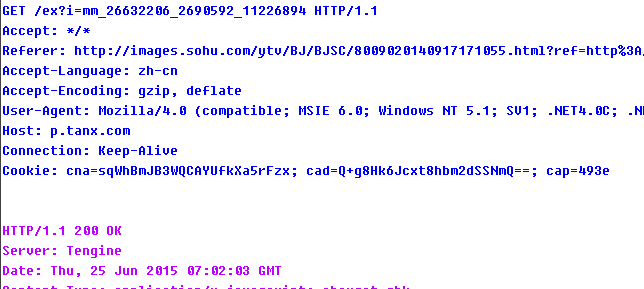 GET /ex?i=mm_26632206_2690592_11226894 HTTP/1.1
Accept: */*
Referer: http://images.sohu.com/ytv/BJ/BJSC/8009020140917171055.html?ref=http%3A
Accept-Language: zh-cn
Accept-Encoding: gzip, deflate
User-Agent: Mozilla/4.0 (compatible; MSIE 6.0; Windows NT 5.1; SV1; .NET4.0C; .N
Host: p.tanx.com
Connection: Keep-Alive
Cookie: cna=sqWhBmJB3WQCAYUfkXa5rFzx; cad=Q+g8Hk6Jcxt8hbm2dSSNmQ==; cap=493e
HTTP/1.1 200 OK
Server: Tengine
Date: Thu, 25 Jun 2015 07:02:03 GMT